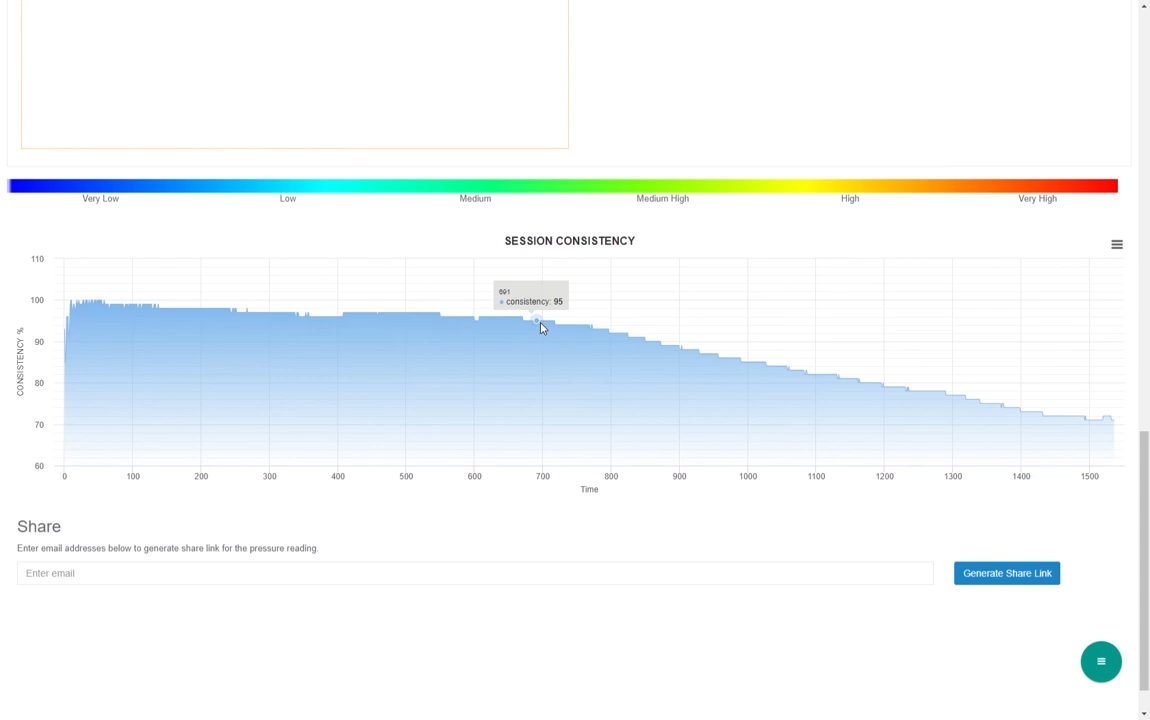 Very Low Low Medium Medium High High Very High
SESSION CONSISTENCY
110
100
90
80
70
60
CONSISTENCY %
691
consistency: 95
0 100 200 300 400 500 600 700 800 900 1000 1100 1200 1300 1400 1500
Time
Share
Enter email addresses below to generate share link for the pressure reading.
Enter email
Generate Share Link